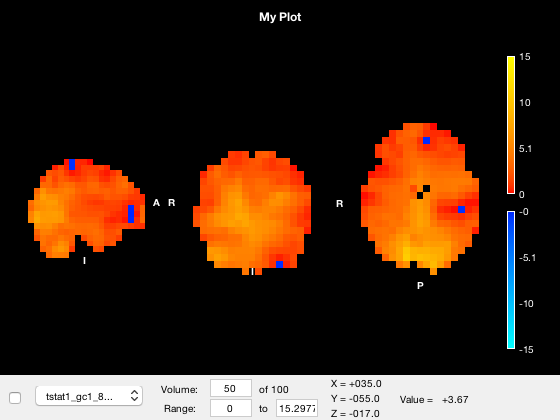 My Plot
15
10
5.1
0
-0
-5.1
-10
-15
A R
R
I
I
P
tstat1_gc1_8...
Volume: 50 of 100
Range: 0 to 15.2977
X = +035.0
Y = -055.0
Z = -017.0
Value = +3.67